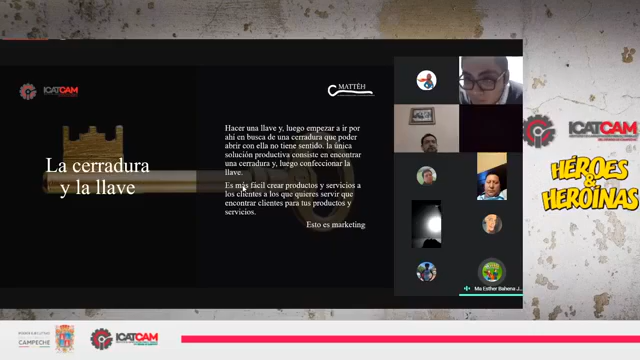 ICATCAM
MATTĒH
La cerradura
y la llave
Hacer una llave y, luego empezar a ir por
ahí en busca de una cerradura que poder
abrir con ella no tiene sentido. la única
solución productiva consiste en encontrar
una cerradura y, luego confeccionar la
llave.
Es más fácil crear productos y servicios a
los clientes a los que quieres servir que
encontrar clientes para tus productos y
servicios.
Esto es marketing
Ma Esther Bahena J...
ICATCAM
HÉROES
&
HEROÍNAS
PODER EJECUTIVO
CAMPECHE
ICATCAM